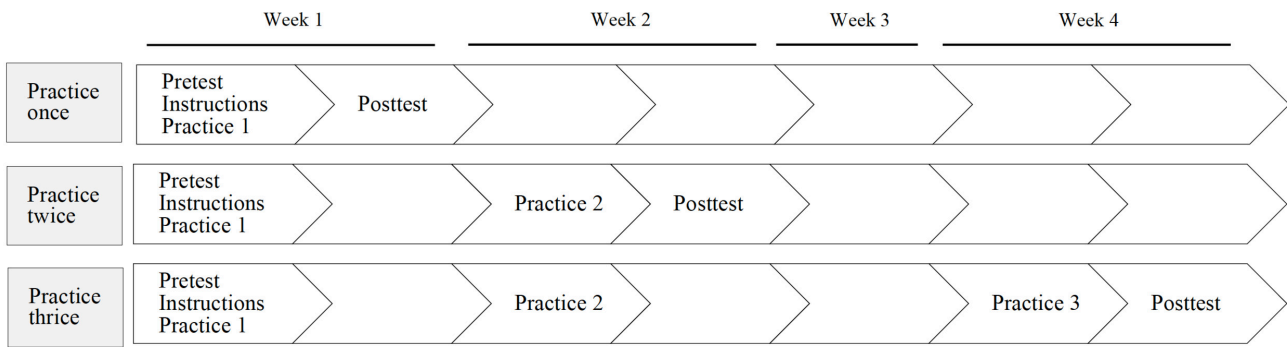 Week 1 Week 2 Week 3 Week 4
Practice
once
Pretest
Instructions
Practice 1
Posttest
Practice
twice
Pretest
Instructions
Practice 1
Practice 2
Posttest
Practice
thrice
Pretest
Instructions
Practice 1
Practice 2
Practice 3
Posttest